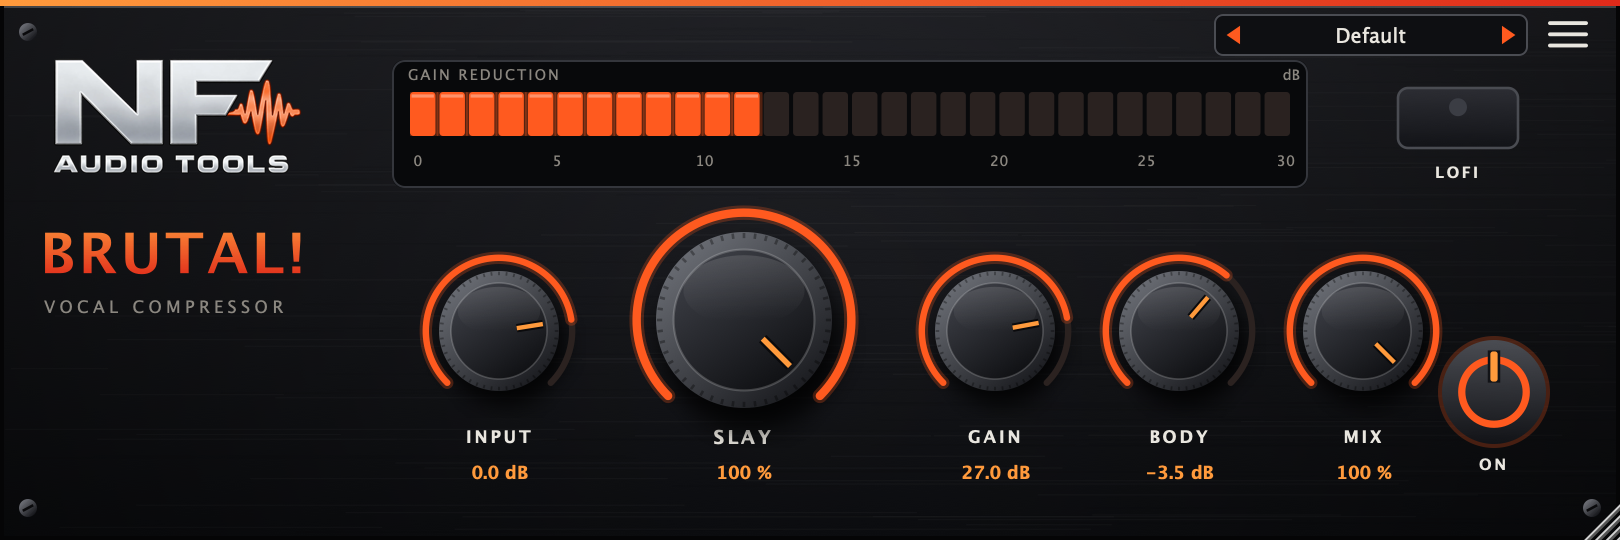 Default
GAIN REDUCTION dB
0 5 10 15 20 25 30
LOFI
NF
AUDIO TOOLS
BRUTAL!
VOCAL COMPRESSOR
INPUT SLAY GAIN BODY MIX
0.0 dB 100 % 27.0 dB −3.5 dB 100 %
ON